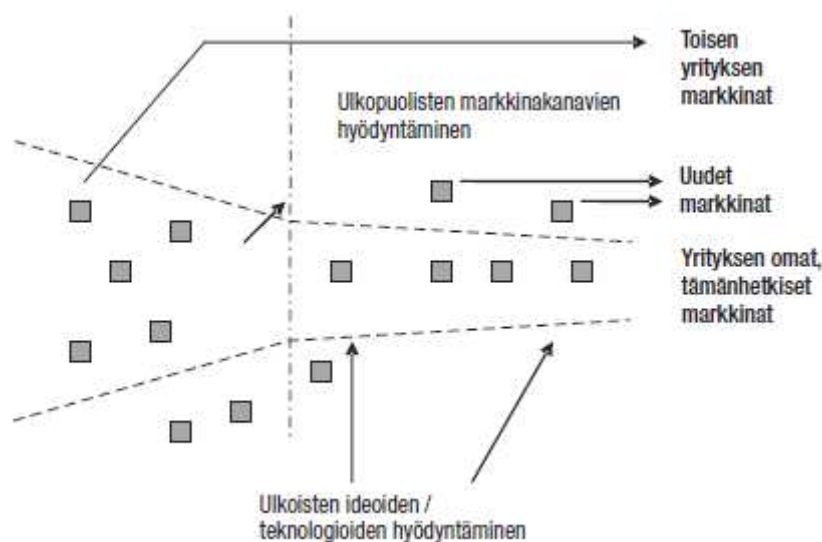 Toisen
yrityksen
markkinat
Ulkopuolisten markkinakanavien
hyödyntäminen
Uudet
markkinat
Yrityksen omat,
tämänhetkiset
markkinat
Ulkoisten ideoiden /
teknologioiden hyödyntäminen